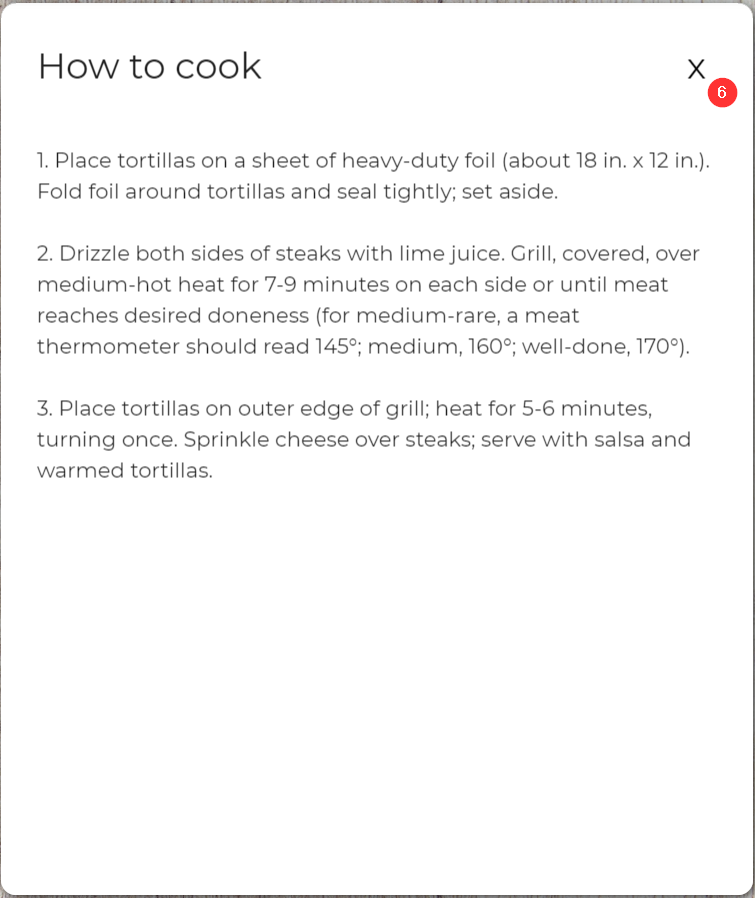 How to cook
X
6
1. Place tortillas on a sheet of heavy-duty foil (about 18 in. x 12 in.).
Fold foil around tortillas and seal tightly; set aside.
2. Drizzle both sides of steaks with lime juice. Grill, covered, over
medium-hot heat for 7-9 minutes on each side or until meat
reaches desired doneness (for medium-rare, a meat
thermometer should read 145°; medium, 160°; well-done, 170°).
3. Place tortillas on outer edge of grill; heat for 5-6 minutes,
turning once. Sprinkle cheese over steaks; serve with salsa and
warmed tortillas.